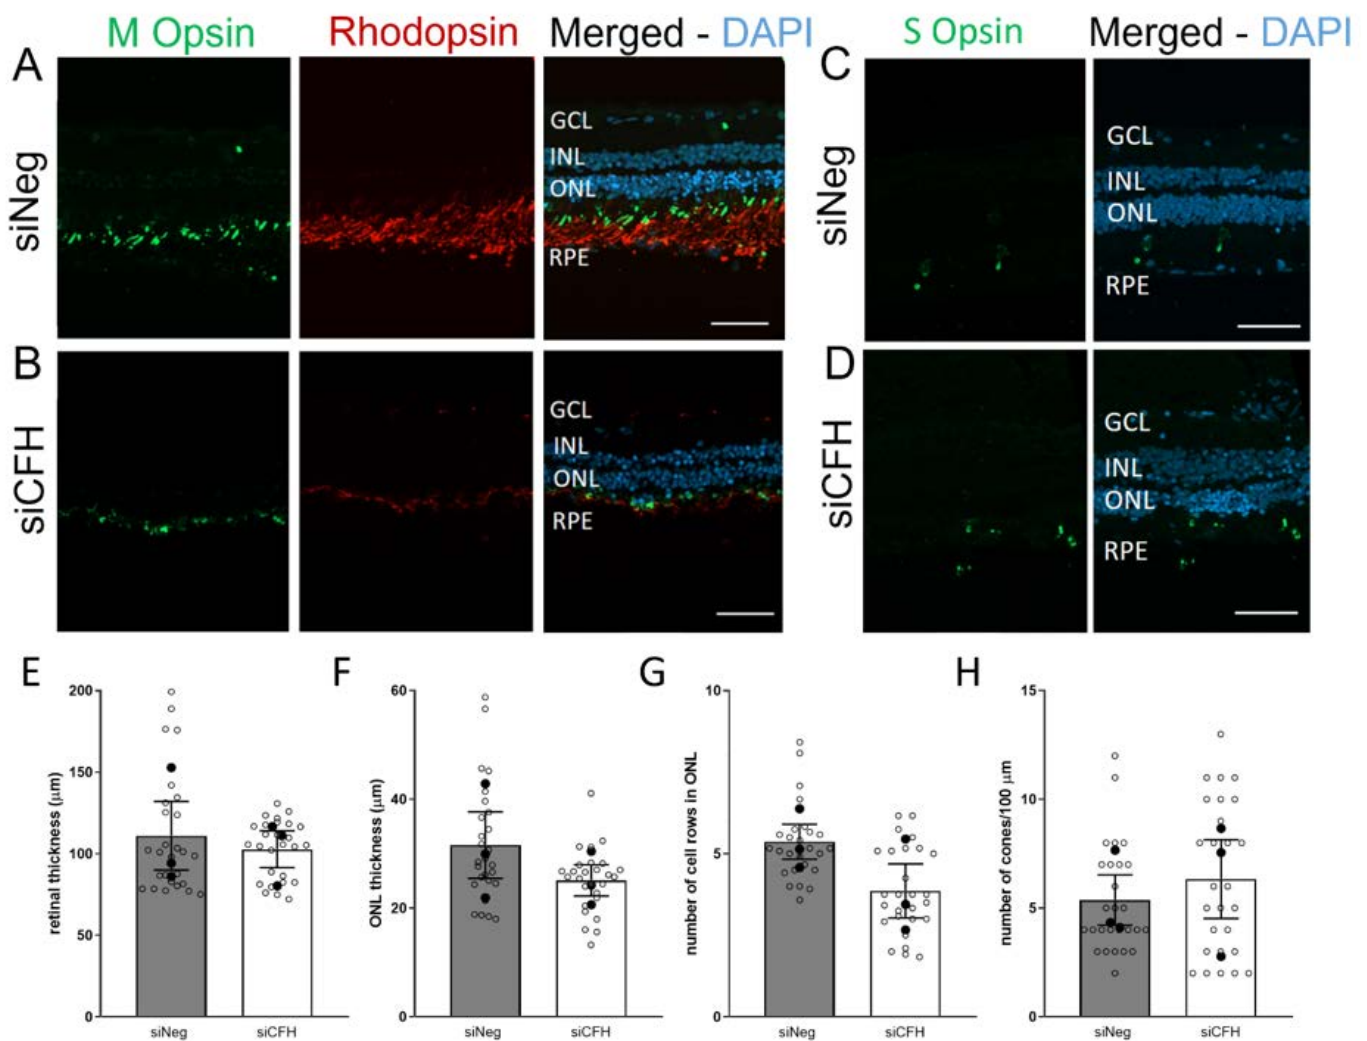 M Opsin Rhodopsin Merged - DAPI S Opsin Merged - DAPI
A C
siNeg
GCL
INL
ONL
RPE
siNeg
GCL
INL
ONL
RPE
B D
siCFH
GCL
INL
ONL
RPE
siCFH
GCL
INL
ONL
RPE
E
retinal thickness (μm)
200
150
100
50
0
siNeg siCFH
F
ONL thickness (μm)
60
40
20
0
siNeg siCFH
G
number of cell rows in ONL
10
5
0
siNeg siCFH
H
number of cones/100 μm
15
10
5
0
siNeg siCFH